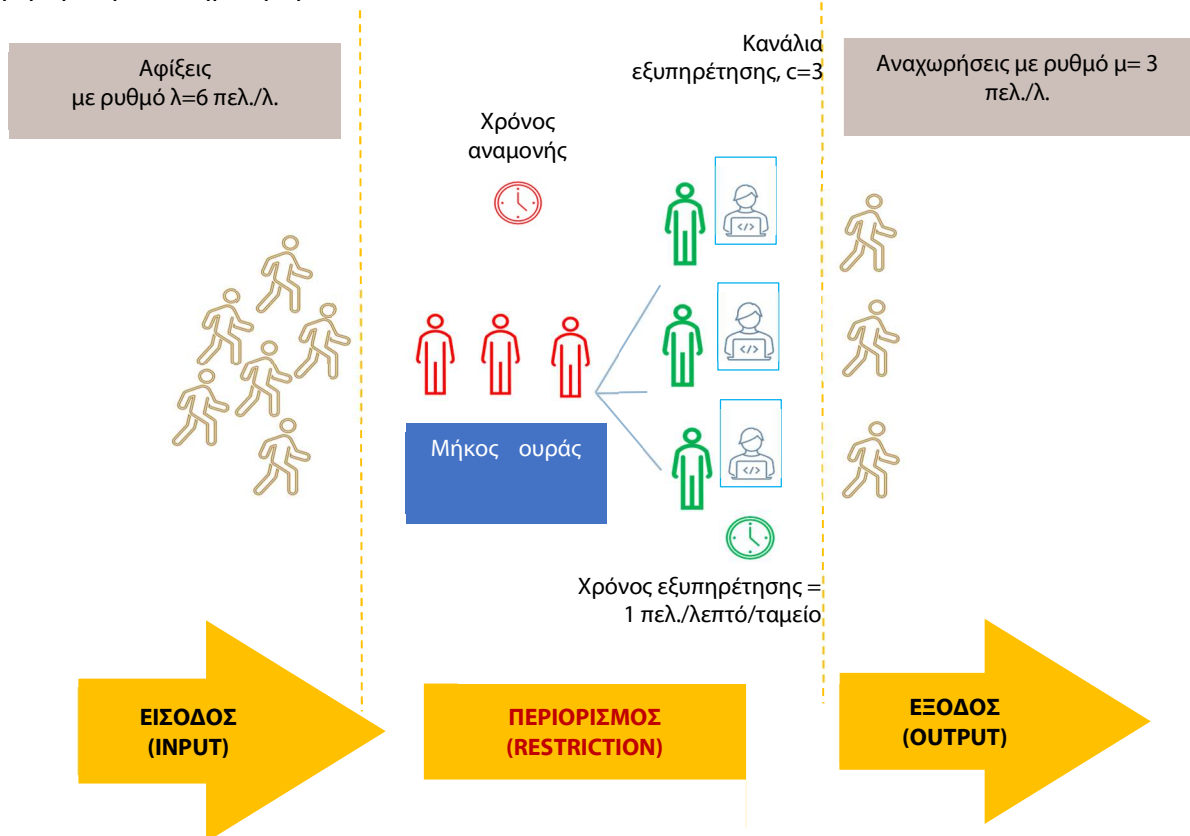 Αφίξεις
με ρυθμό λ=6 πελ./λ.
Κανάλια
εξυπηρέτησης, c=3
Αναχωρήσεις με ρυθμό μ= 3
πελ./λ.
Χρόνος
αναμονής
</>
</>
</>
Μήκος ουράς
Χρόνος εξυπηρέτησης =
1 πελ./λεπτό/ταμείο
ΕΙΣΟΔΟΣ
(INPUT)
ΠΕΡΙΟΡΙΣΜΟΣ
(RESTRICTION)
ΕΞΟΔΟΣ
(OUTPUT)